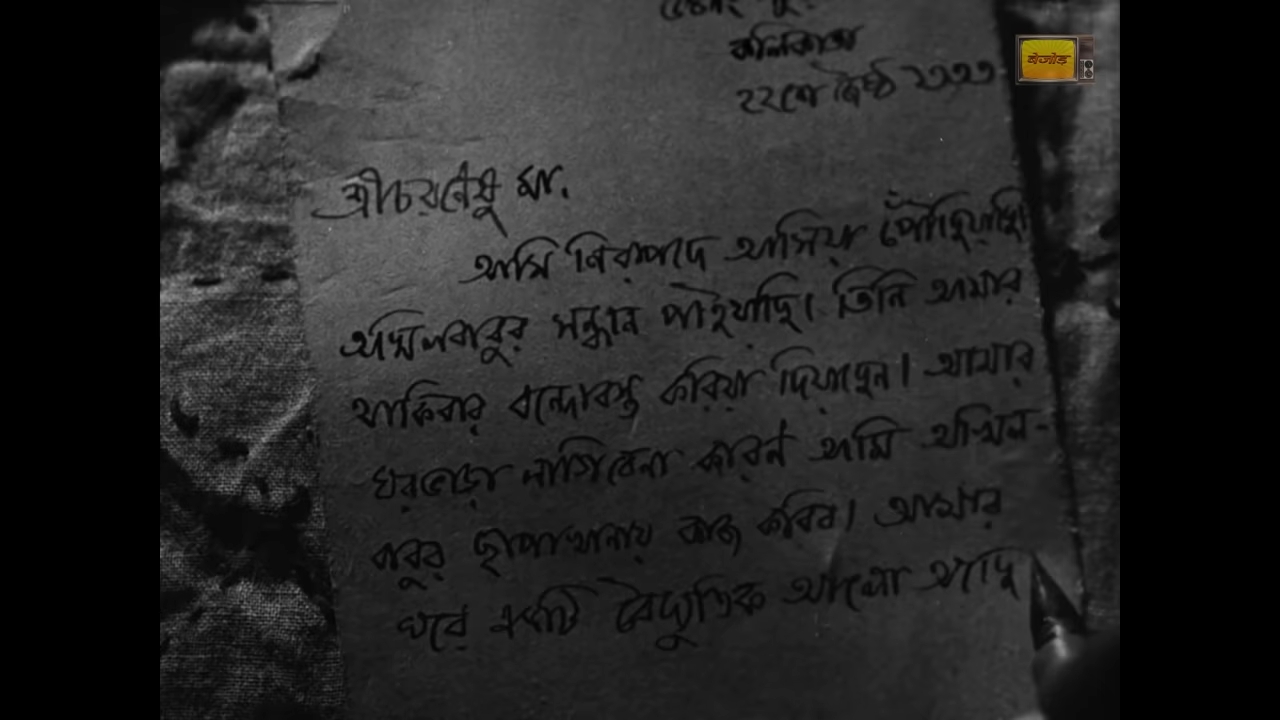 কলিকাতা
২২শে জ্যৈষ্ঠ ১৩৩৩
बेजोड़
শ্রীচরণেষু মা,
আমি নিরাপদে আসিয়া পৌঁছিয়াছি।
অখিলবাবুর সন্ধান পাইয়াছি। তিনি আমার
থাকিবার বন্দোবস্ত করিয়া দিয়াছেন। আমার
ঘরভাড়া লাগিবেনা কারণ আমি অখিল-
বাবুর ছাপাখানায় কাজ করিব। আমার
ঘরে একটি বৈদ্যুতিক আলো আছে